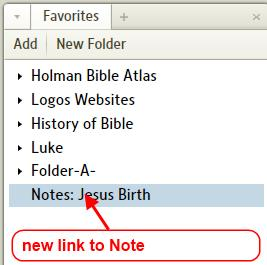 Favorites
Add New Folder
Holman Bible Atlas
Logos Websites
History of Bible
Luke
Folder-A-
Notes: Jesus Birth
new link to Note